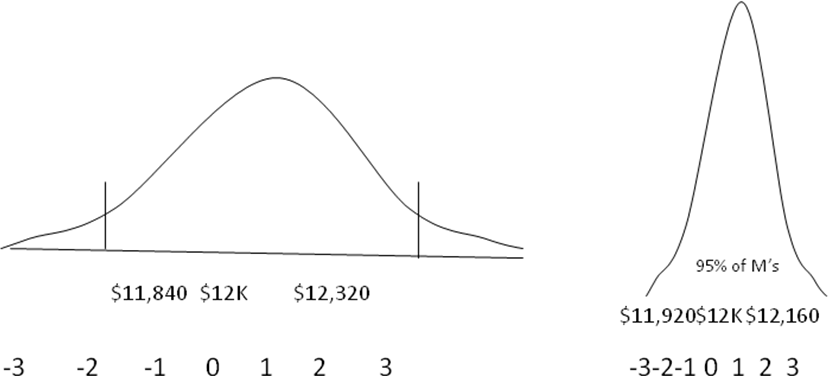 95% of M's
$11,840 $12K $12,320
$11,920$12K$12,160
-3 -2 -1 0 1 2 3
-3-2-1 0 1 2 3